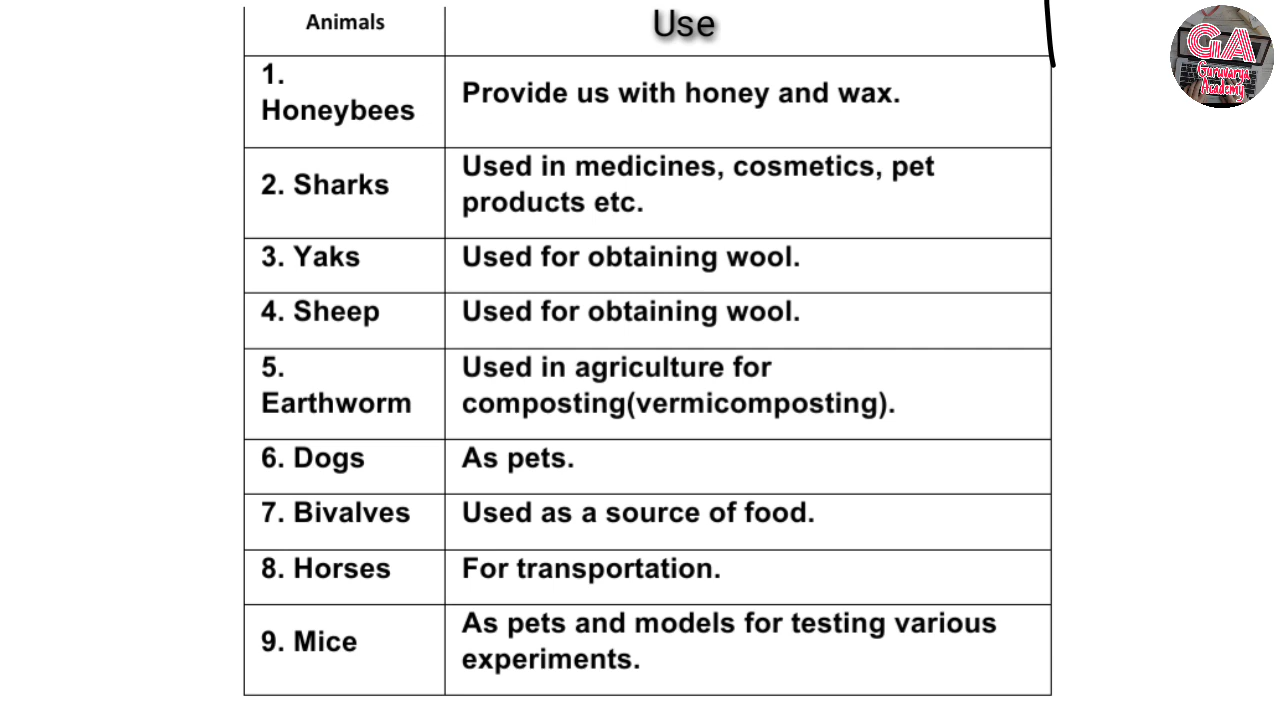 Animals
Use
1.
Honeybees
Provide us with honey and wax.
2. Sharks
Used in medicines, cosmetics, pet
products etc.
3. Yaks
Used for obtaining wool.
4. Sheep
Used for obtaining wool.
5.
Earthworm
Used in agriculture for
composting(vermicomposting).
6. Dogs
As pets.
7. Bivalves
Used as a source of food.
8. Horses
For transportation.
9. Mice
As pets and models for testing various
experiments.
GA
Academy